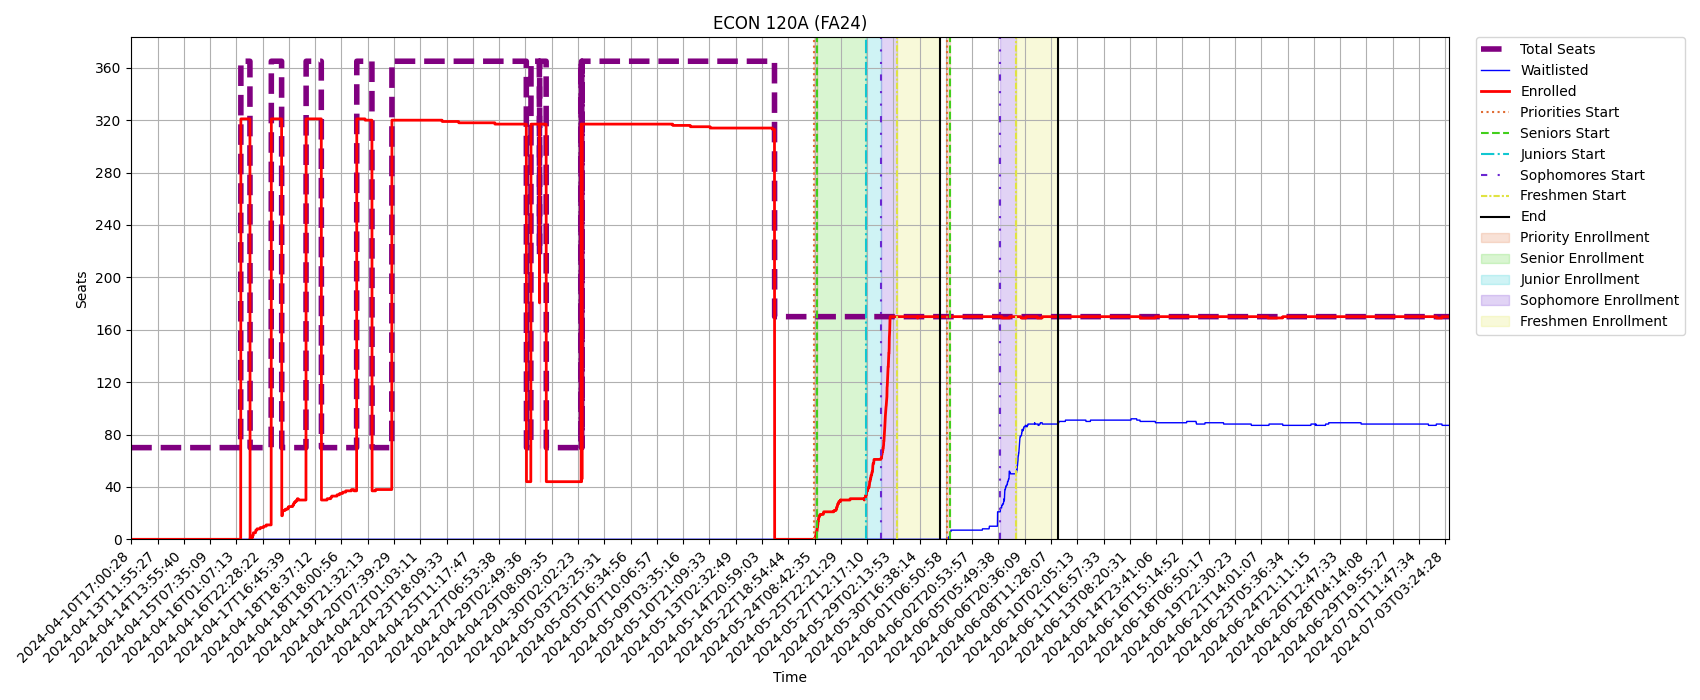 ECON 120A (FA24)
Seats
360
320
280
240
200
160
120
80
40
0
2024-04-10T17:00:28
2024-04-13T11:55:27
2024-04-14T13:55:40
2024-04-15T07:35:09
2024-04-16T01:07:13
2024-04-16T22:28:22
2024-04-17T16:45:39
2024-04-18T18:37:12
2024-04-18T18:00:56
2024-04-19T21:32:13
2024-04-20T07:39:29
2024-04-22T01:03:11
2024-04-23T18:09:33
2024-04-25T11:17:47
2024-04-27T06:53:38
2024-04-29T02:49:36
2024-04-29T08:09:35
2024-04-30T02:02:23
2024-05-03T23:25:31
2024-05-05T16:34:56
2024-05-07T10:06:57
2024-05-09T03:35:16
2024-05-10T21:09:33
2024-05-13T02:32:49
2024-05-14T20:59:03
2024-05-22T18:54:44
2024-05-24T08:42:35
2024-05-25T22:21:29
2024-05-27T12:17:10
2024-05-29T02:13:53
2024-05-30T16:38:14
2024-06-01T06:50:58
2024-06-02T20:53:57
2024-06-05T05:49:38
2024-06-06T20:36:09
2024-06-08T11:28:07
2024-06-10T02:05:13
2024-06-11T16:57:33
2024-06-13T08:20:31
2024-06-14T23:41:06
2024-06-16T15:14:52
2024-06-18T06:50:17
2024-06-19T22:30:23
2024-06-21T14:01:07
2024-06-23T05:36:34
2024-06-24T21:11:15
2024-06-26T12:47:33
2024-06-28T04:14:08
2024-06-29T19:55:27
2024-07-01T11:47:34
2024-07-03T03:24:28
Time
Total Seats
Waitlisted
Enrolled
Priorities Start
Seniors Start
Juniors Start
Sophomores Start
Freshmen Start
End
Priority Enrollment
Senior Enrollment
Junior Enrollment
Sophomore Enrollment
Freshmen Enrollment